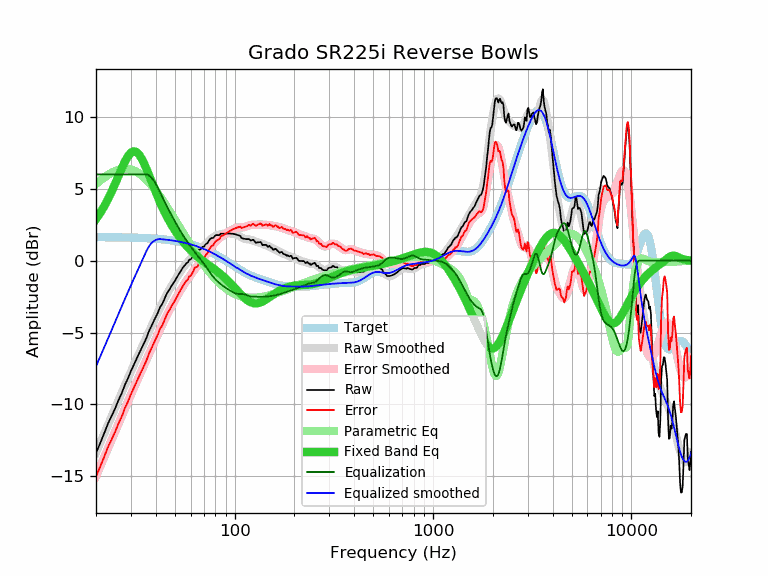 Grado SR225i Reverse Bowls
Amplitude (dBr)
10
5
0
−5
−10
−15
Target
Raw Smoothed
Error Smoothed
Raw
Error
Parametric Eq
Fixed Band Eq
Equalization
Equalized smoothed
100 1000 10000
Frequency (Hz)